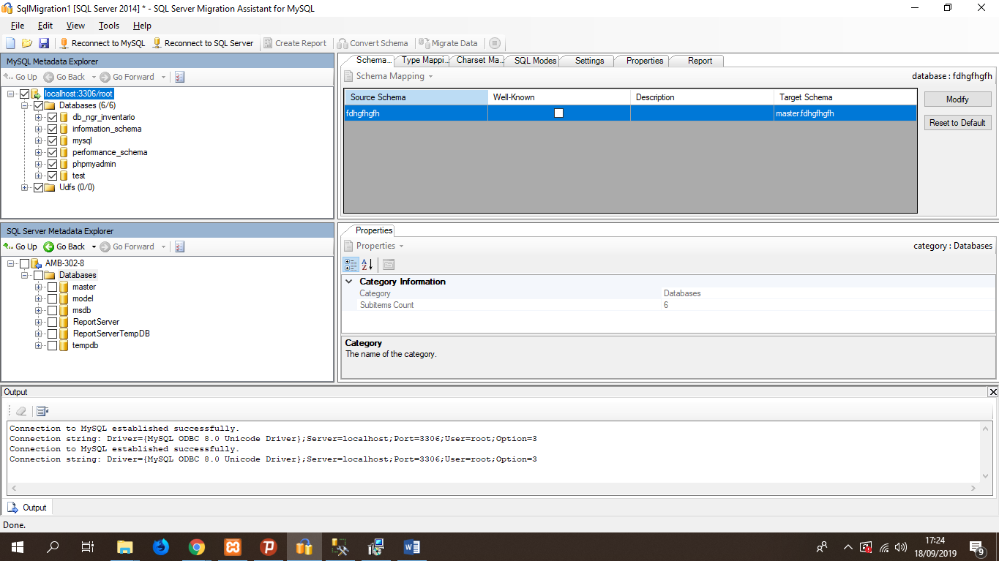 SqlMigration1 [SQL Server 2014] * - SQL Server Migration Assistant for MySQL
File Edit View Tools Help
Reconnect to MySQL Reconnect to SQL Server Create Report Convert Schema Migrate Data
MySQL Metadata Explorer
Go Up Go Back Go Forward
localhost:3306/root
Databases (6/6)
db_ngr_inventario
information_schema
mysql
performance_schema
phpmyadmin
test
Udfs (0/0)
Schema... Type Mappi... Charset Ma... SQL Modes Settings Properties Report
Schema Mapping database : fdhgfhgfh
Source Schema Well-Known Description Target Schema
fdhgfhgfh master.fdhgfhgfh
Modify
Reset to Default
SQL Server Metadata Explorer
Go Up Go Back Go Forward
AMB-302-8
Databases
master
model
msdb
ReportServer
ReportServerTempDB
tempdb
Properties
Properties category : Databases
Category Information
Category Databases
Subitems Count 6
Category
The name of the category.
Output
Connection to MySQL established successfully.
Connection string: Driver={MySQL ODBC 8.0 Unicode Driver};Server=localhost;Port=3306;User=root;Option=3
Connection to MySQL established successfully.
Connection string: Driver={MySQL ODBC 8.0 Unicode Driver};Server=localhost;Port=3306;User=root;Option=3
Output
Done.
17:24
18/09/2019
9